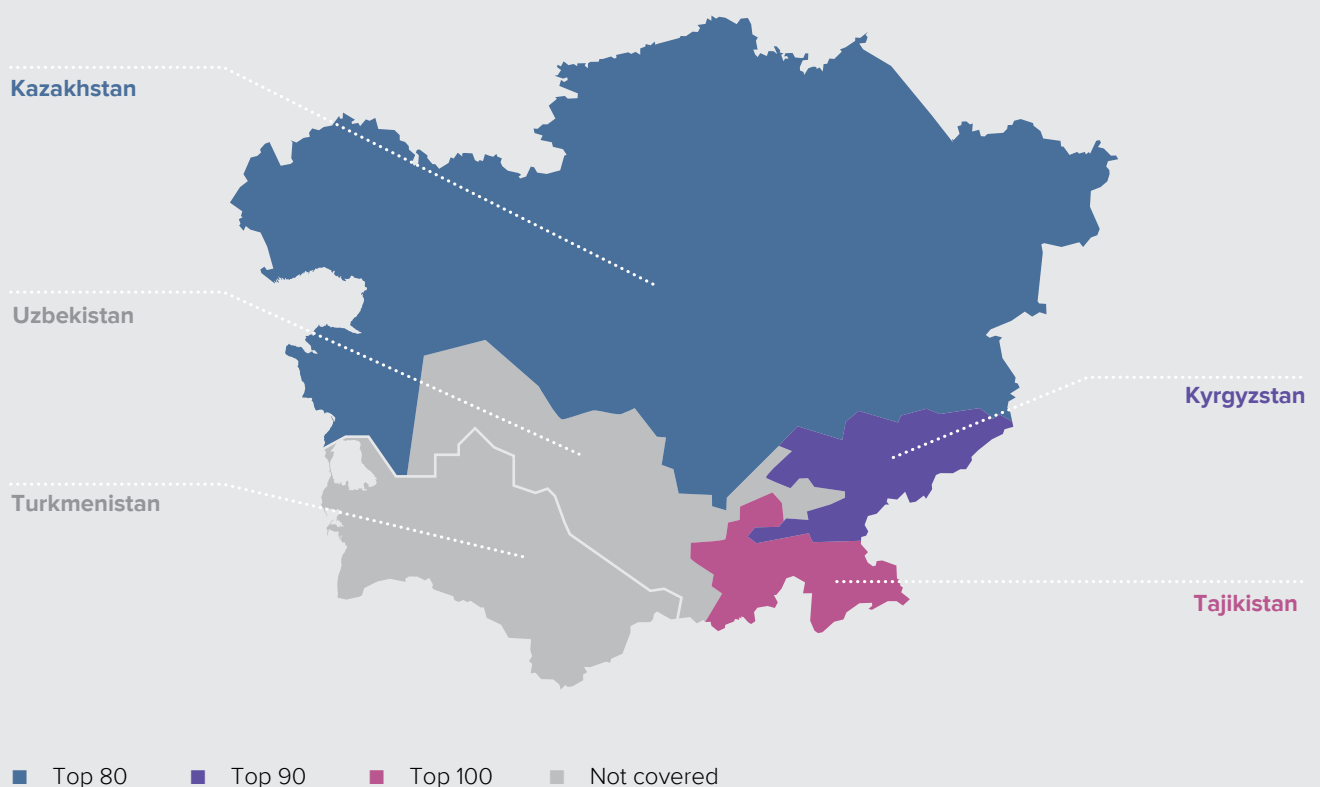 Kazakhstan
Uzbekistan
Kyrgyzstan
Turkmenistan
Tajikistan
Top 80 Top 90 Top 100 Not covered